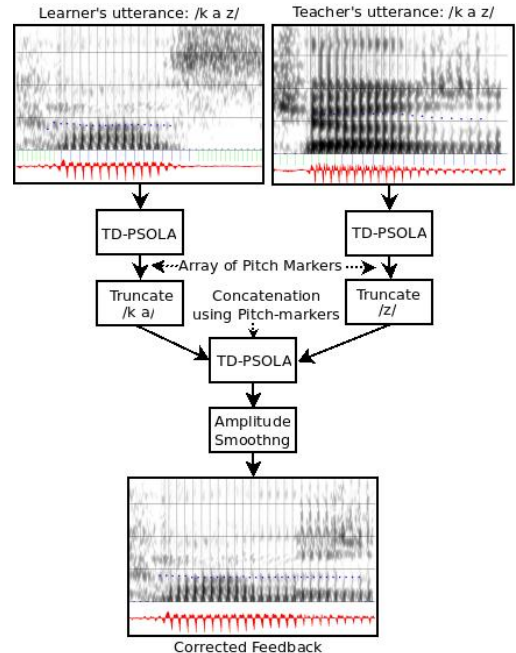 Learner's utterance: /k a z/
Teacher's utterance: /k a z/
TD-PSOLA
TD-PSOLA
Array of Pitch Markers
Truncate
/k a/
Concatenation
using Pitch-markers
Truncate
/z/
TD-PSOLA
Amplitude
Smoothng
Corrected Feedback